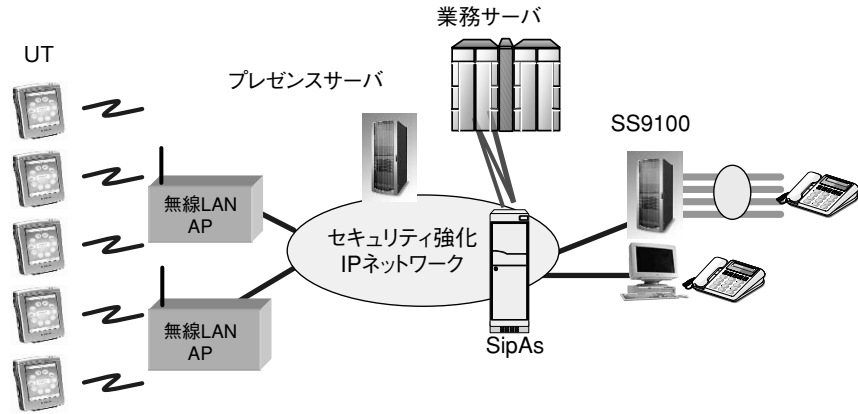 業務サーバ
UT
プレゼンスサーバ
SS9100
無線LAN
AP
セキュリティ強化
IPネットワーク
無線LAN
AP
SipAs